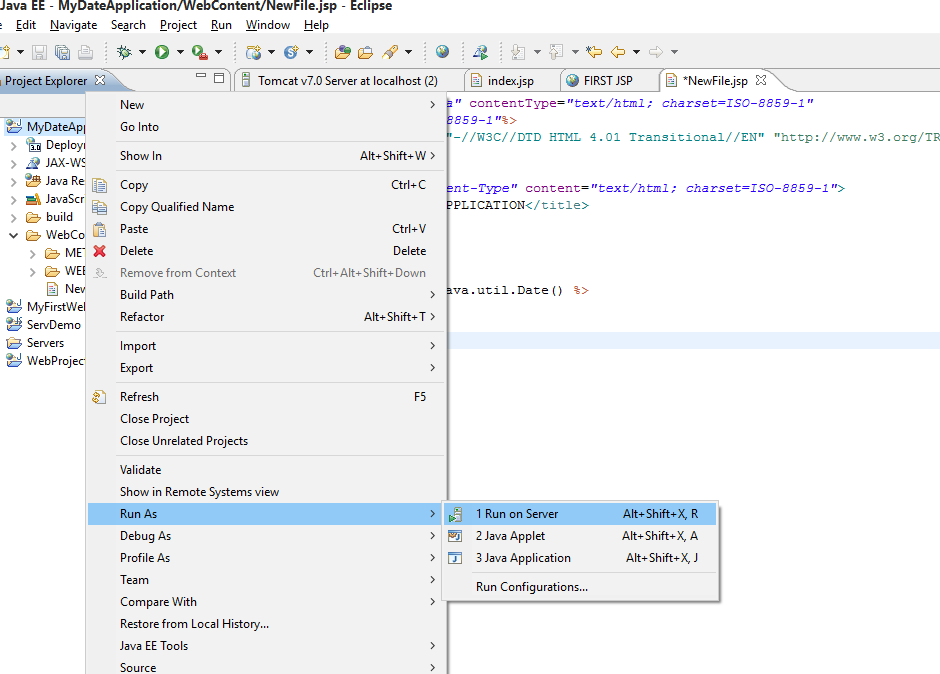 Java EE - MyDateApplication/WebContent/NewFile.jsp - Eclipse
Edit Navigate Search Project Run Window Help
Project Explorer
Tomcat v7.0 Server at localhost (2) index.jsp FIRST JSP *NewFile.jsp
MyDateApp
Deploy
JAX-WS
Java Re
JavaScr
build
WebCo
MET
WEE
New
MyFirstWel
ServDemo
Servers
WebProjec
New
Go Into
Show In Alt+Shift+W
Copy Ctrl+C
Copy Qualified Name
Paste Ctrl+V
Delete Delete
Remove from Context Ctrl+Alt+Shift+Down
Build Path
Refactor Alt+Shift+T
Import
Export
Refresh F5
Close Project
Close Unrelated Projects
Validate
Show in Remote Systems view
Run As
Debug As
Profile As
Team
Compare With
Restore from Local History...
Java EE Tools
Source
1 Run on Server Alt+Shift+X, R
2 Java Applet Alt+Shift+X, A
3 Java Application Alt+Shift+X, J
Run Configurations...
a" contentType="text/html; charset=ISO-8859-1"
8859-1"%>
"-//W3C//DTD HTML 4.01 Transitional//EN" "http://www.w3.org/TR
ent-Type" content="text/html; charset=ISO-8859-1">
PPLICATION</title>
ava.util.Date() %>